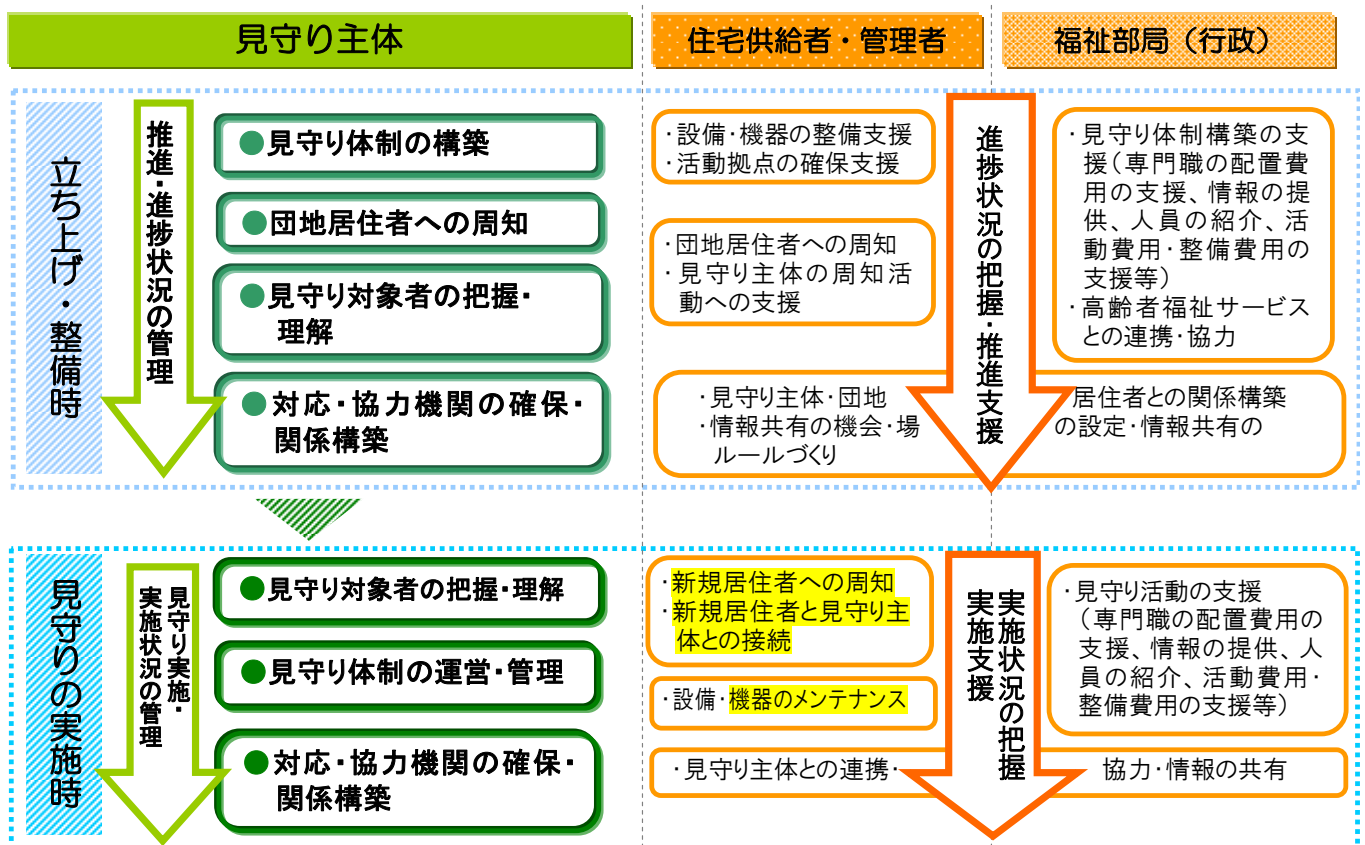 見守り主体
住宅供給者・管理者
福祉部局（行政）
立ち上げ・整備時
推進・進捗状況の管理
●見守り体制の構築
●団地居住者への周知
●見守り対象者の把握・
理解
●対応・協力機関の確保・
関係構築
・設備・機器の整備支援
・活動拠点の確保支援
・団地居住者への周知
・見守り主体の周知活
動への支援
進捗状況の把握・推進支援
・見守り体制構築の支
援（専門職の配置費
用の支援、情報の提
供、人員の紹介、活
動費用・整備費用の
支援等）
・高齢者福祉サービス
との連携・協力
・見守り主体・団地
居住者との関係構築
・情報共有の機会・場
の設定・情報共有の
ルールづくり
見守りの実施時
見守り実施・
実施状況の管理
●見守り対象者の把握・理解
●見守り体制の運営・管理
●対応・協力機関の確保・
関係構築
・新規居住者への周知
・新規居住者と見守り主
体との接続
・設備・機器のメンテナンス
実施状況の把握
実施支援
・見守り活動の支援
（専門職の配置費用の
支援、情報の提供、人
員の紹介、活動費用・
整備費用の支援等）
・見守り主体との連携・
協力・情報の共有